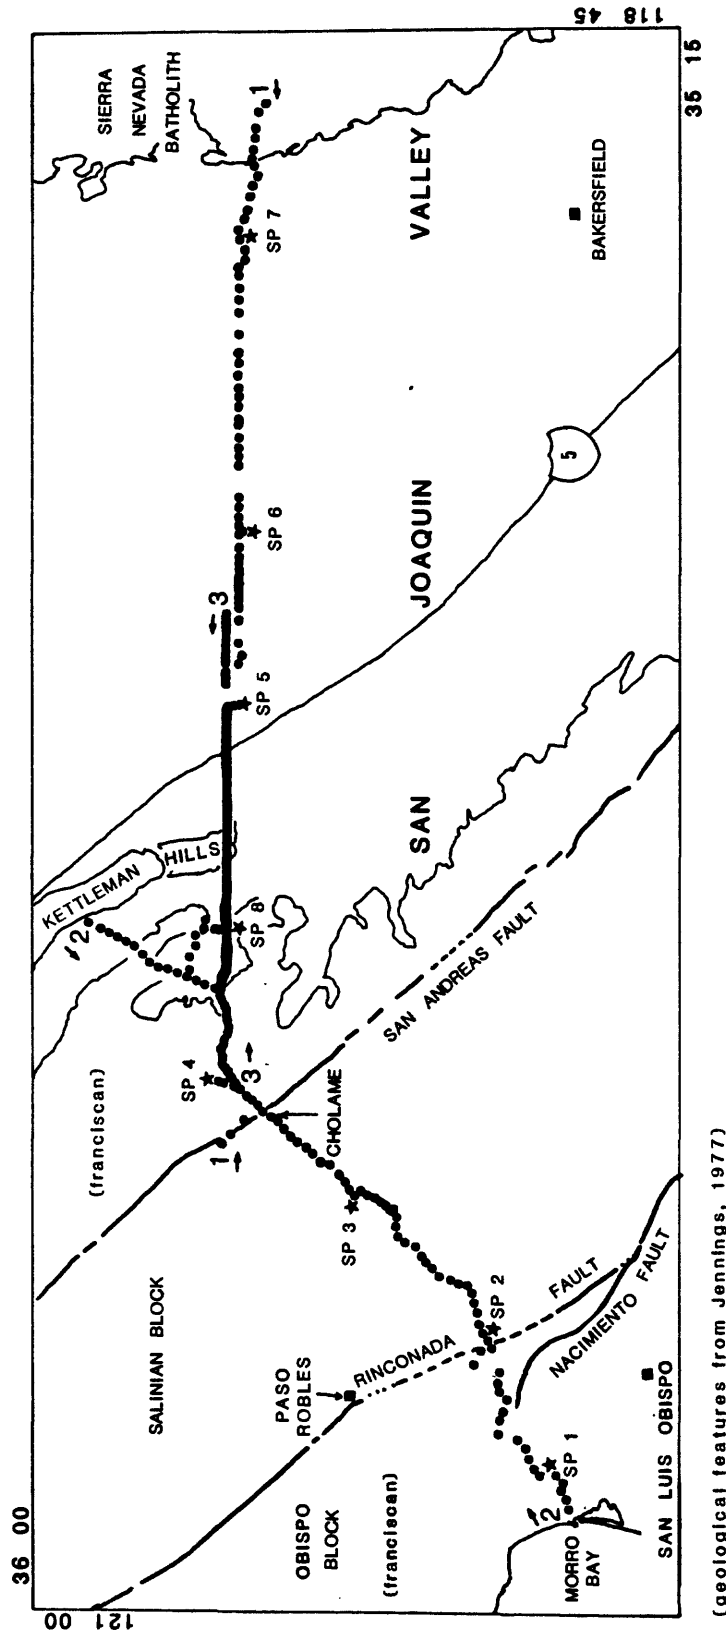 36 00
121 00
SALINIAN BLOCK
(franciscan)
KETTLEMAN
HILLS
SIERRA
NEVADA
BATHOLITH
OBISPO
BLOCK
(franciscan)
PASO
ROBLES
RINCONADA
FAULT
NACIMIENTO FAULT
SAN ANDREAS FAULT
CHOLAME
MORRO
BAY
SAN LUIS OBISPO
SAN
JOAQUIN
VALLEY
BAKERSFIELD
5
SP 1
SP 2
SP 3
SP 4
SP 8
SP 5
SP 6
SP 7
2
1
3
2
3
1
118 45
35 15
(geological features from Jennings, 1977)